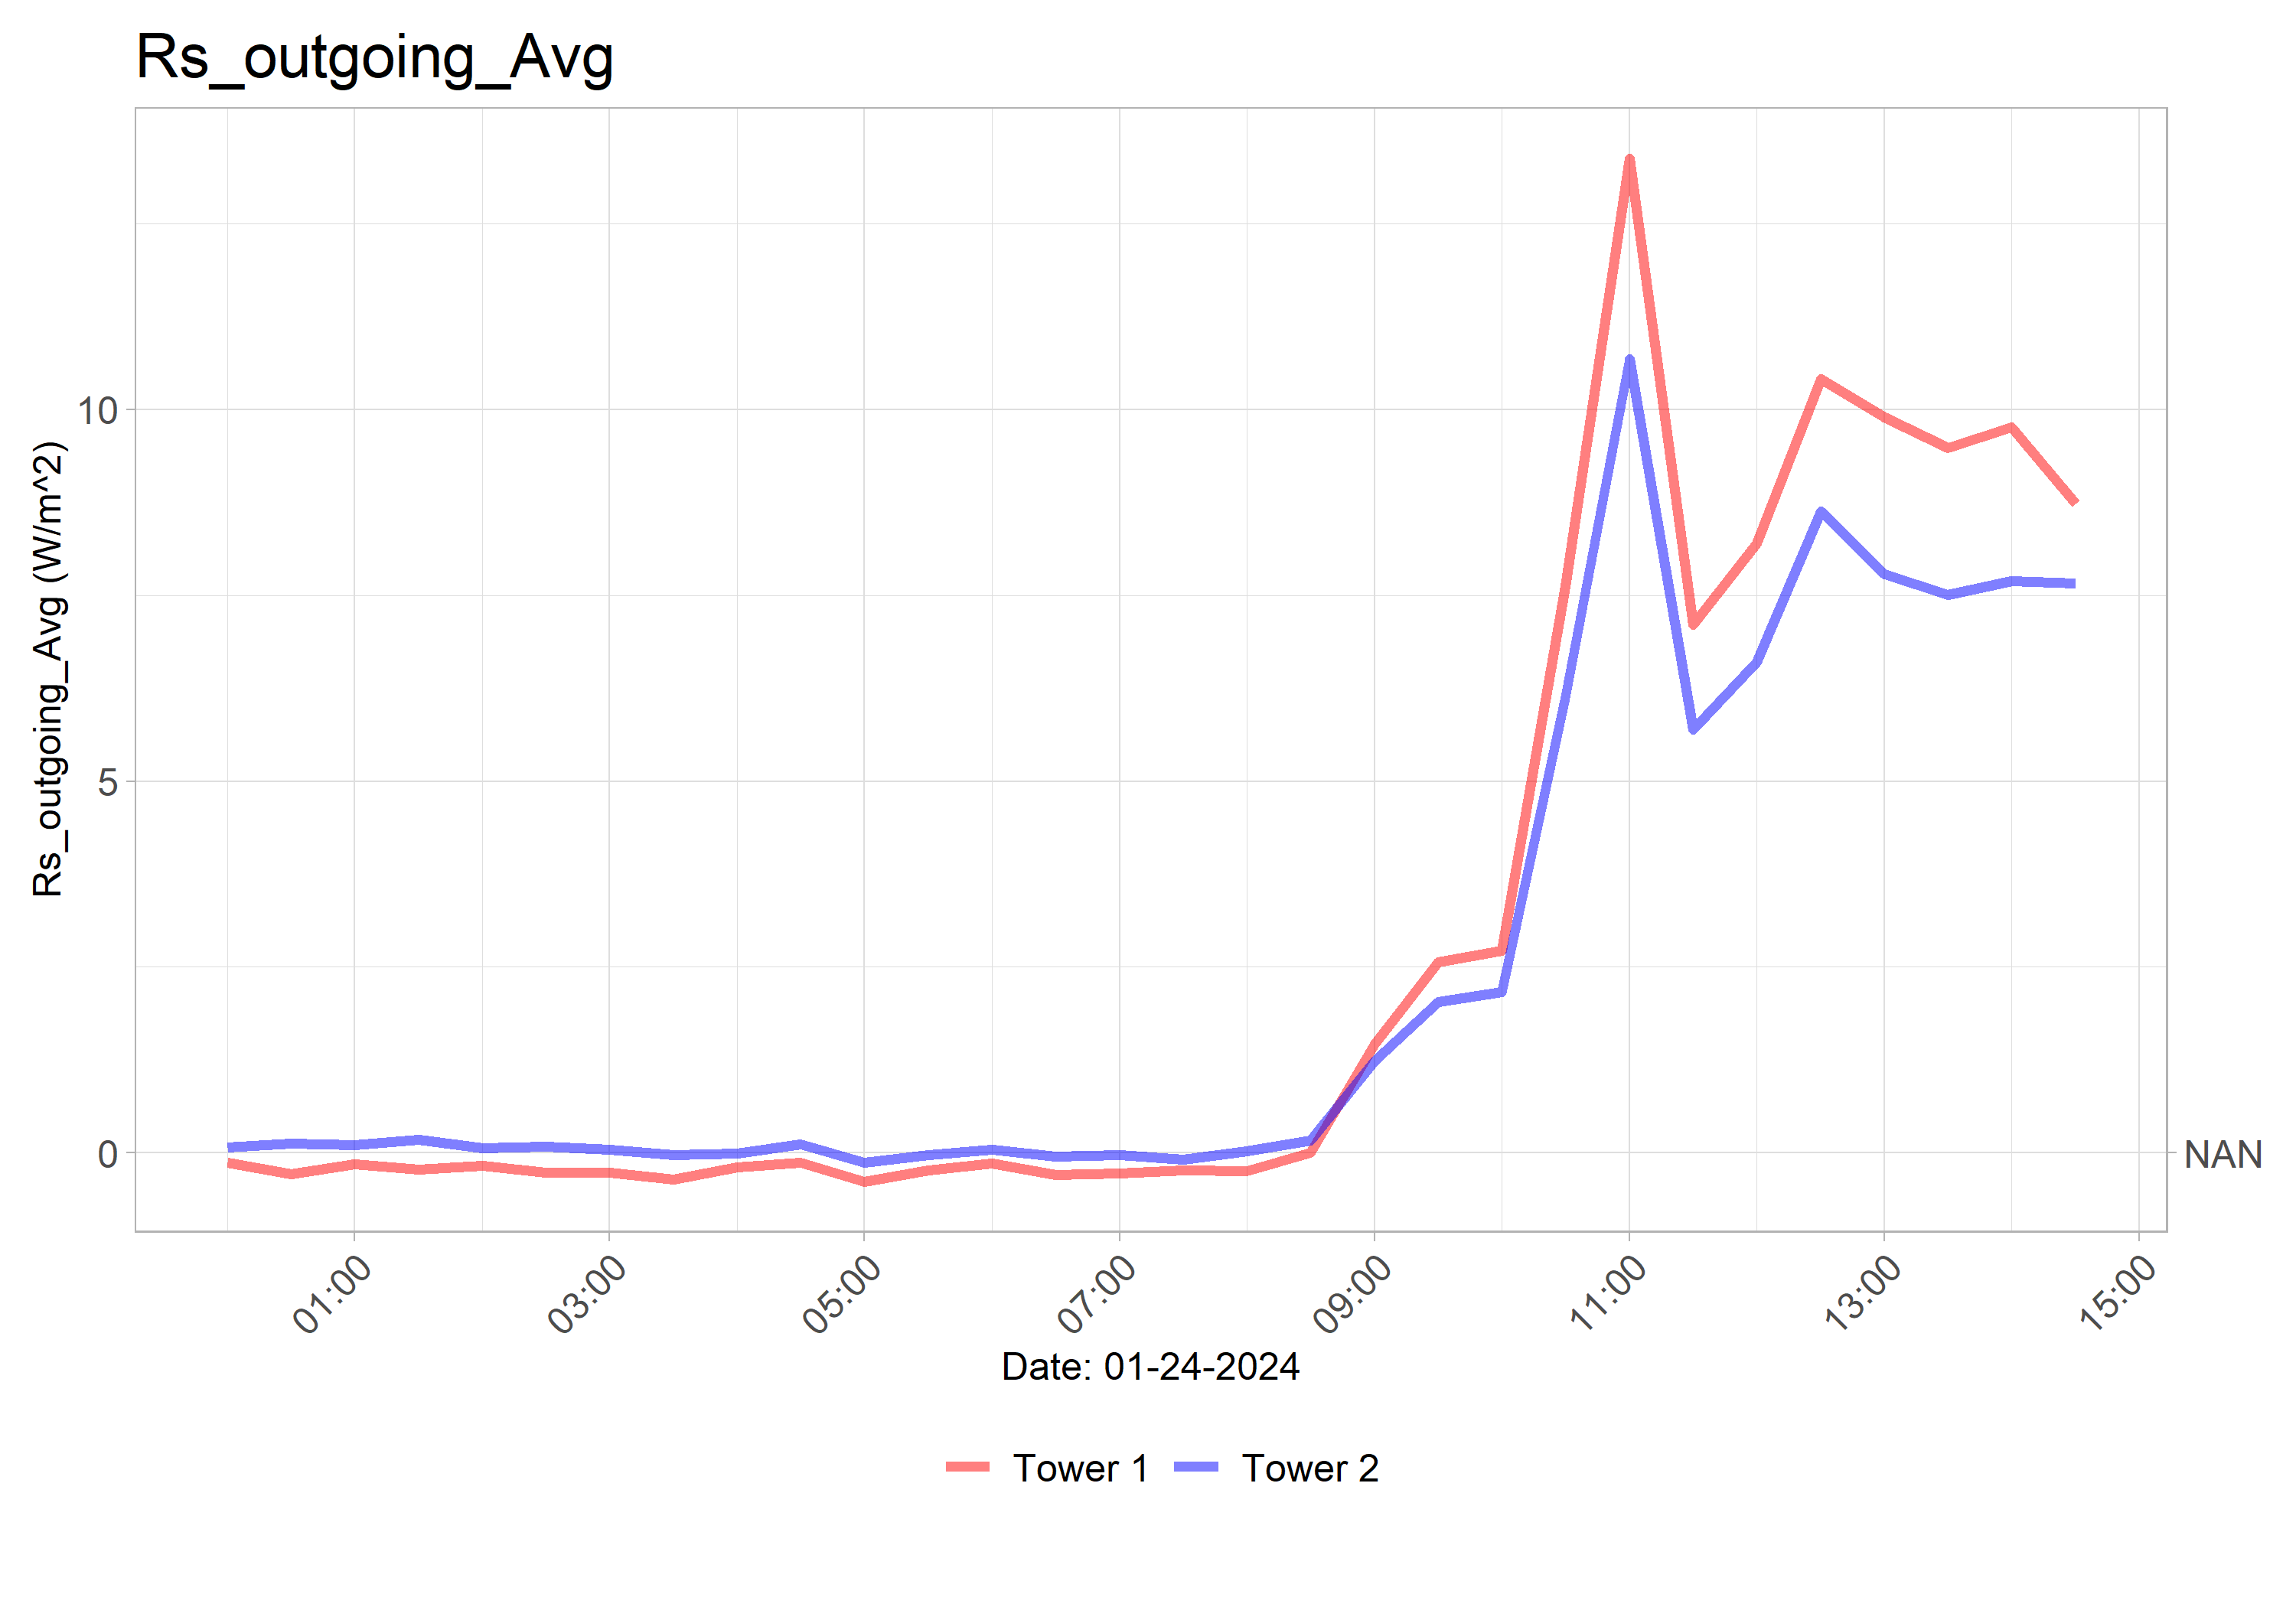 Rs_outgoing_Avg
Rs_outgoing_Avg (W/m^2)
10
5
0
NAN
01:00 03:00 05:00 07:00 09:00 11:00 13:00 15:00
Date: 01-24-2024
Tower 1 Tower 2